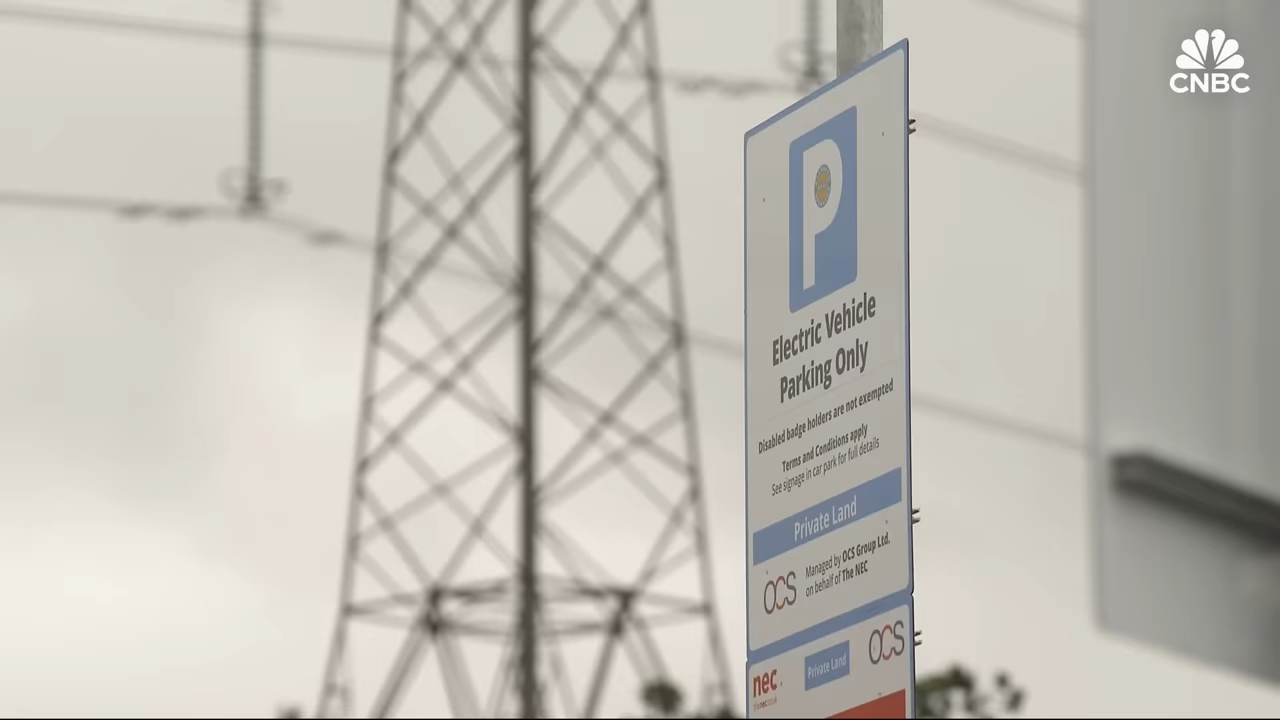 CNBC
P
Electric Vehicle
Parking Only
Disabled badge holders are not exempted
Terms and Conditions apply
See signage in car park for full details
Private Land
OCS
Managed by OCS Group Ltd.
on behalf of The NEC
OCS
Private Land
nec